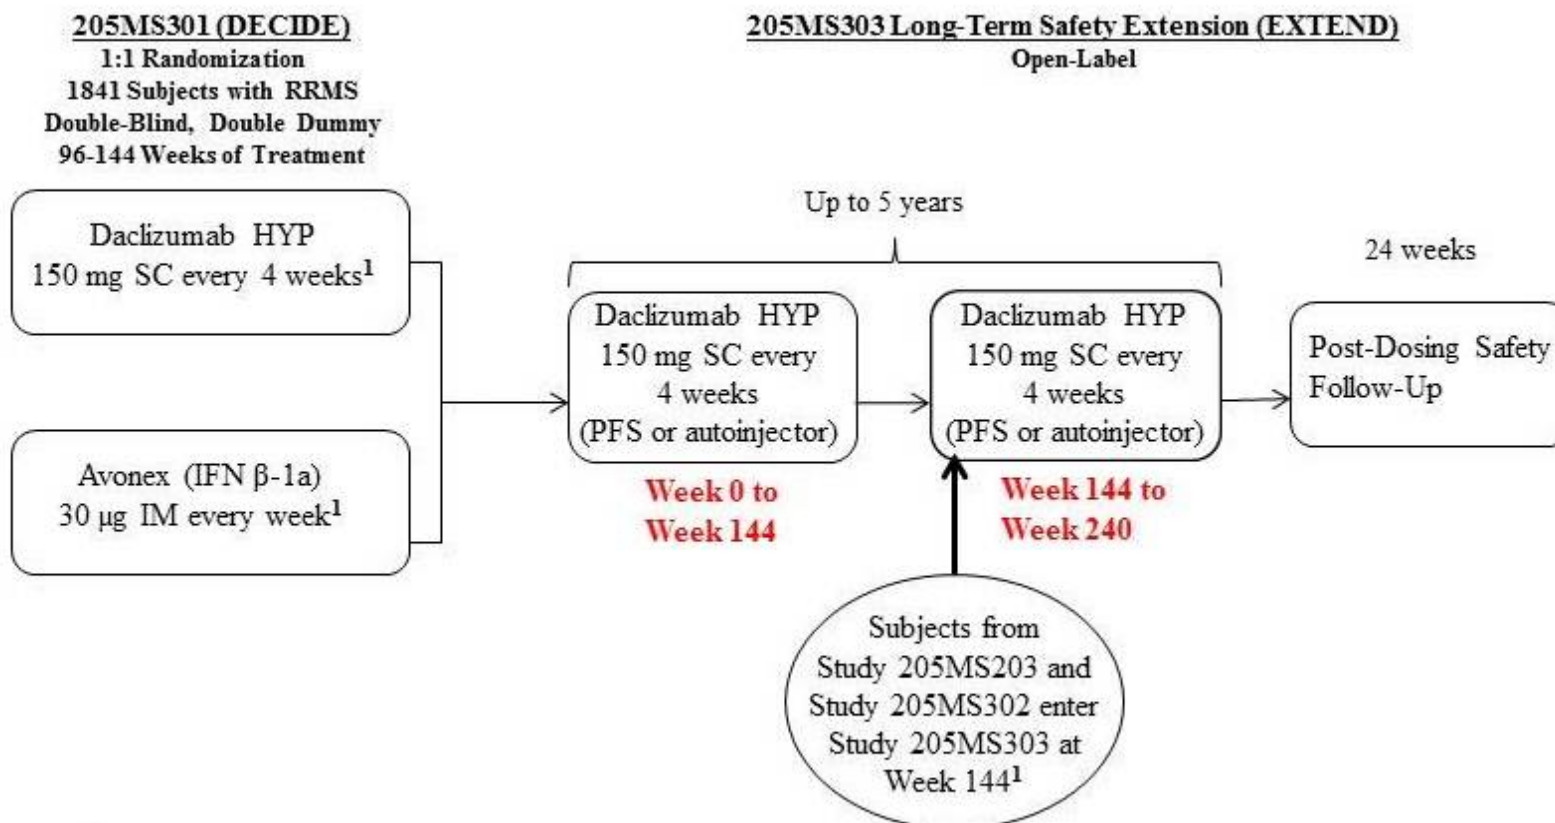 205MS301 (DECIDE)
1:1 Randomization
1841 Subjects with RRMS
Double-Blind, Double Dummy
96-144 Weeks of Treatment
205MS303 Long-Term Safety Extension (EXTEND)
Open-Label
Daclizumab HYP
150 mg SC every 4 weeks¹
Avonex (IFN β-1a)
30 µg IM every week¹
Up to 5 years
Daclizumab HYP
150 mg SC every
4 weeks
(PFS or autoinjector)
Week 0 to
Week 144
Daclizumab HYP
150 mg SC every
4 weeks
(PFS or autoinjector)
Week 144 to
Week 240
24 weeks
Post-Dosing Safety
Follow-Up
Subjects from
Study 205MS203 and
Study 205MS302 enter
Study 205MS303 at
Week 144¹